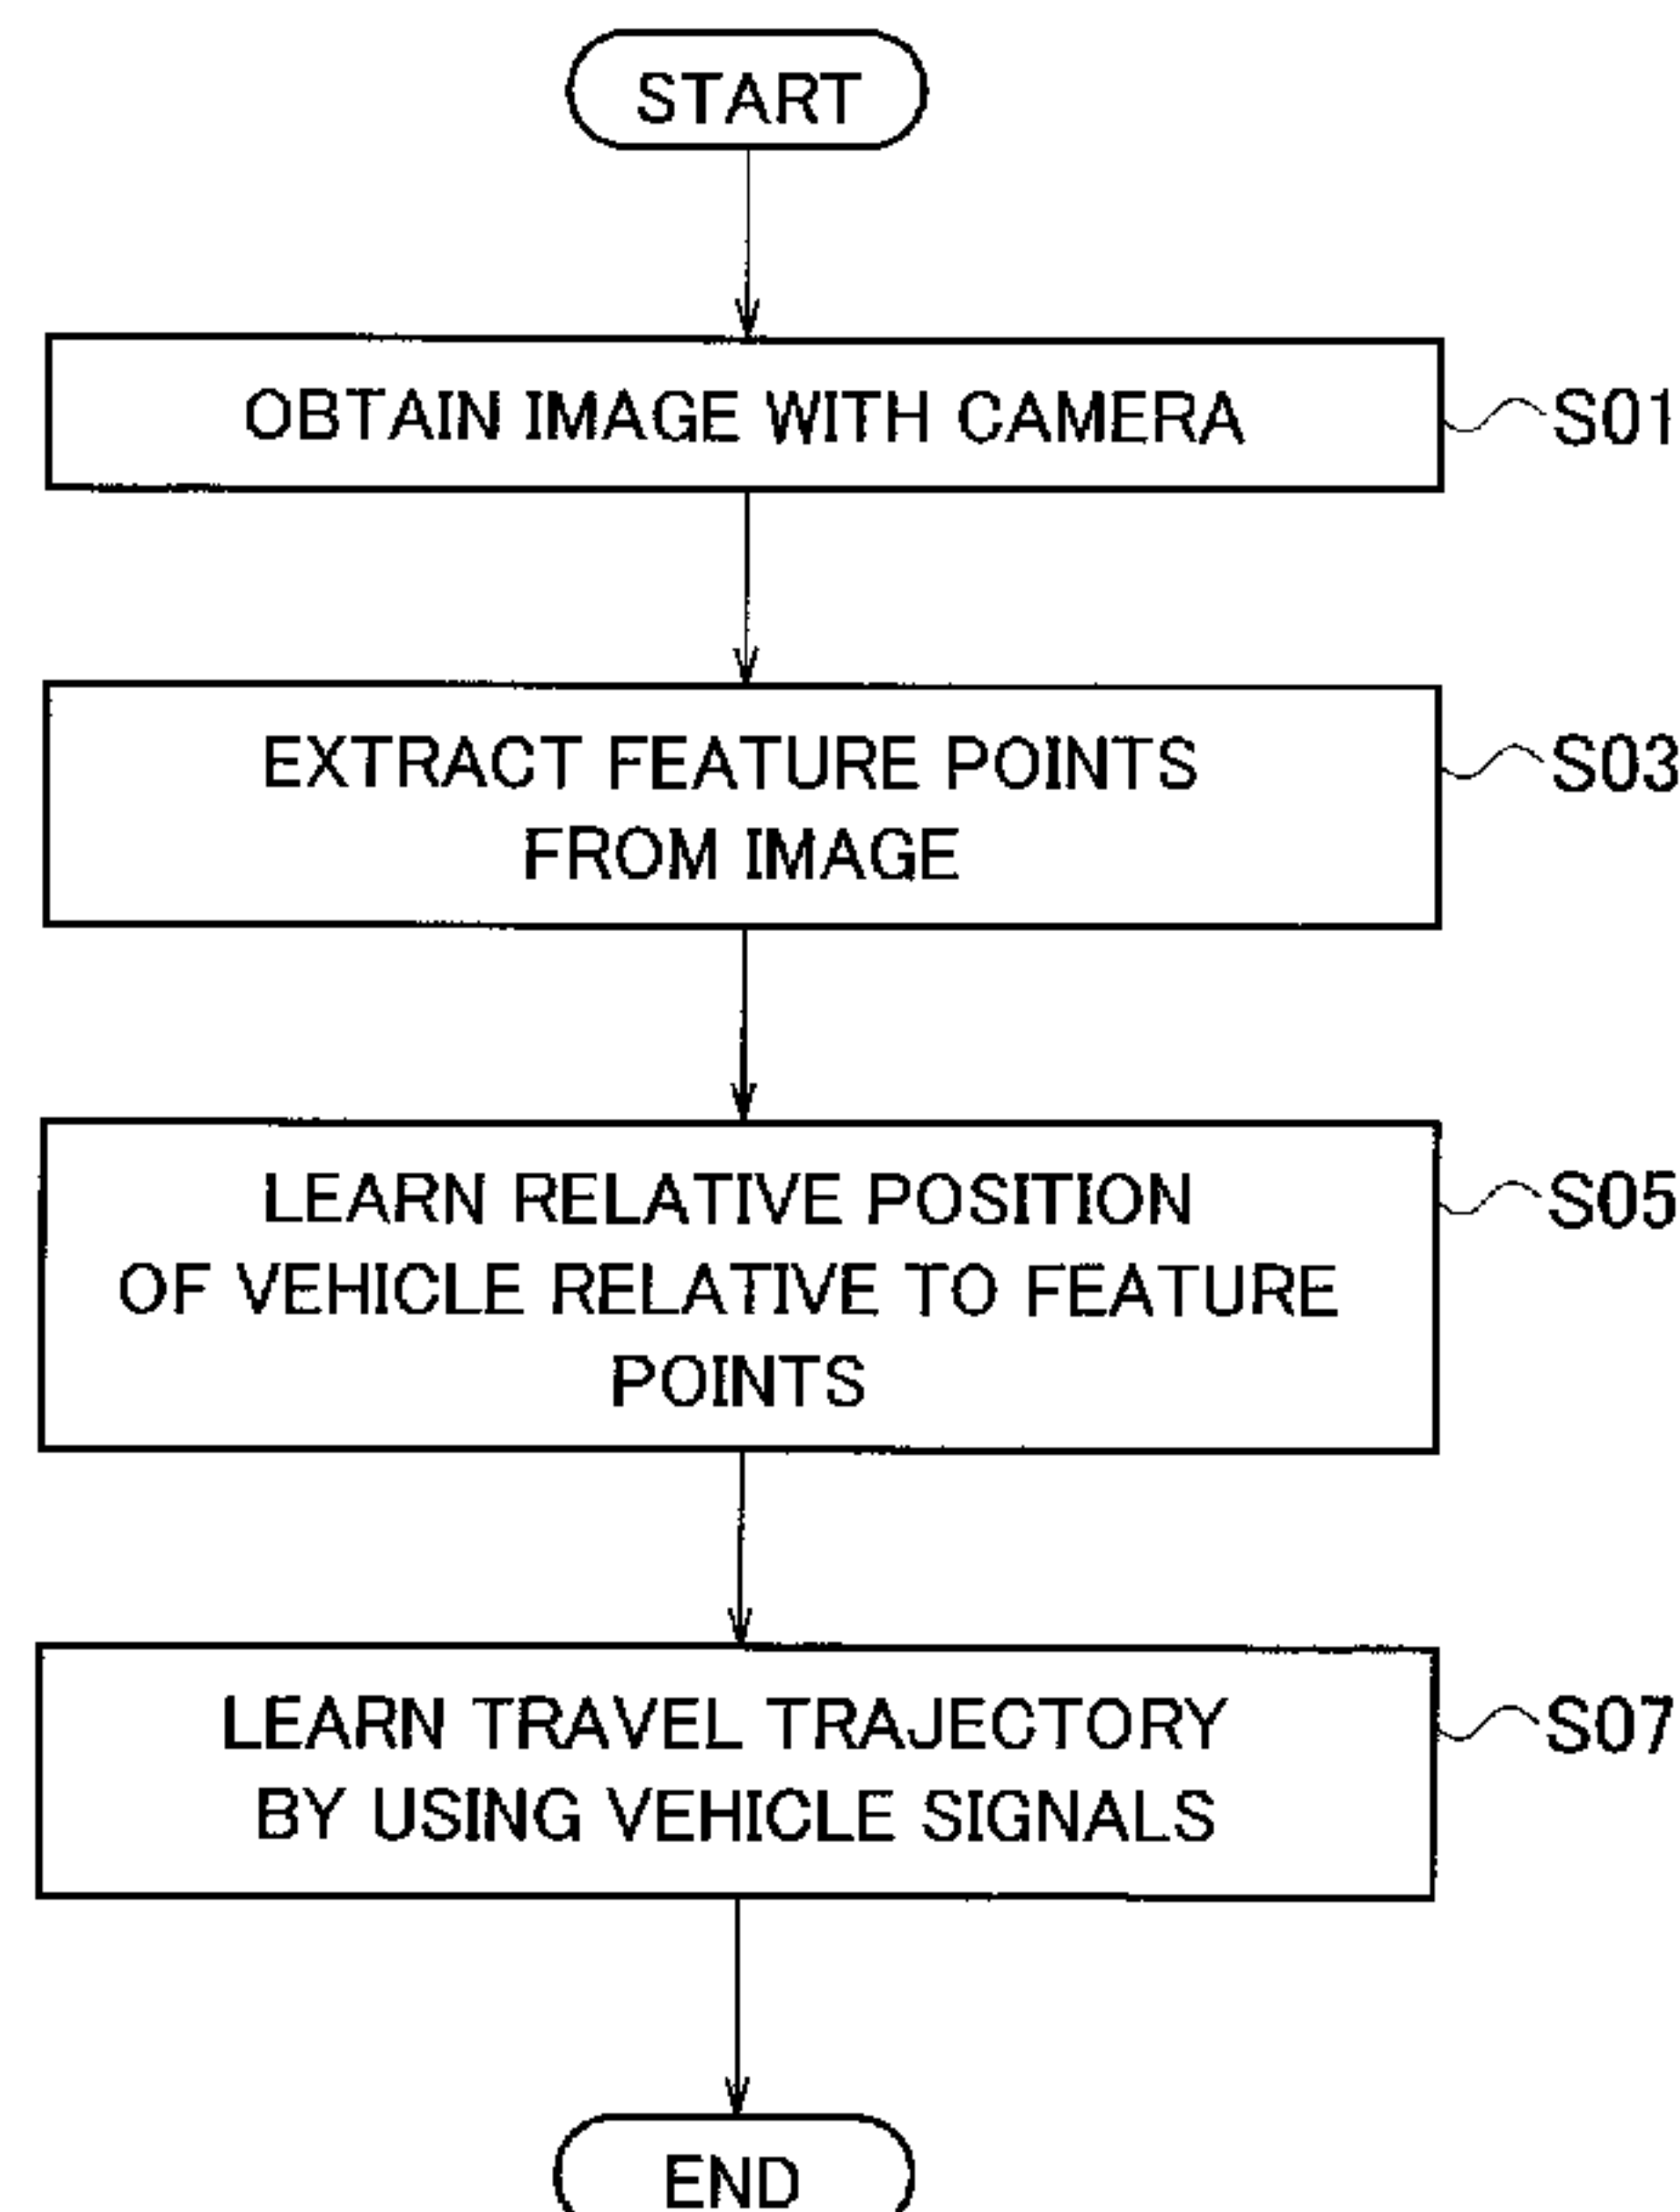 START
OBTAIN IMAGE WITH CAMERA
S01
EXTRACT FEATURE POINTS
FROM IMAGE
S03
LEARN RELATIVE POSITION
OF VEHICLE RELATIVE TO FEATURE
POINTS
S05
LEARN TRAVEL TRAJECTORY
BY USING VEHICLE SIGNALS
S07
END